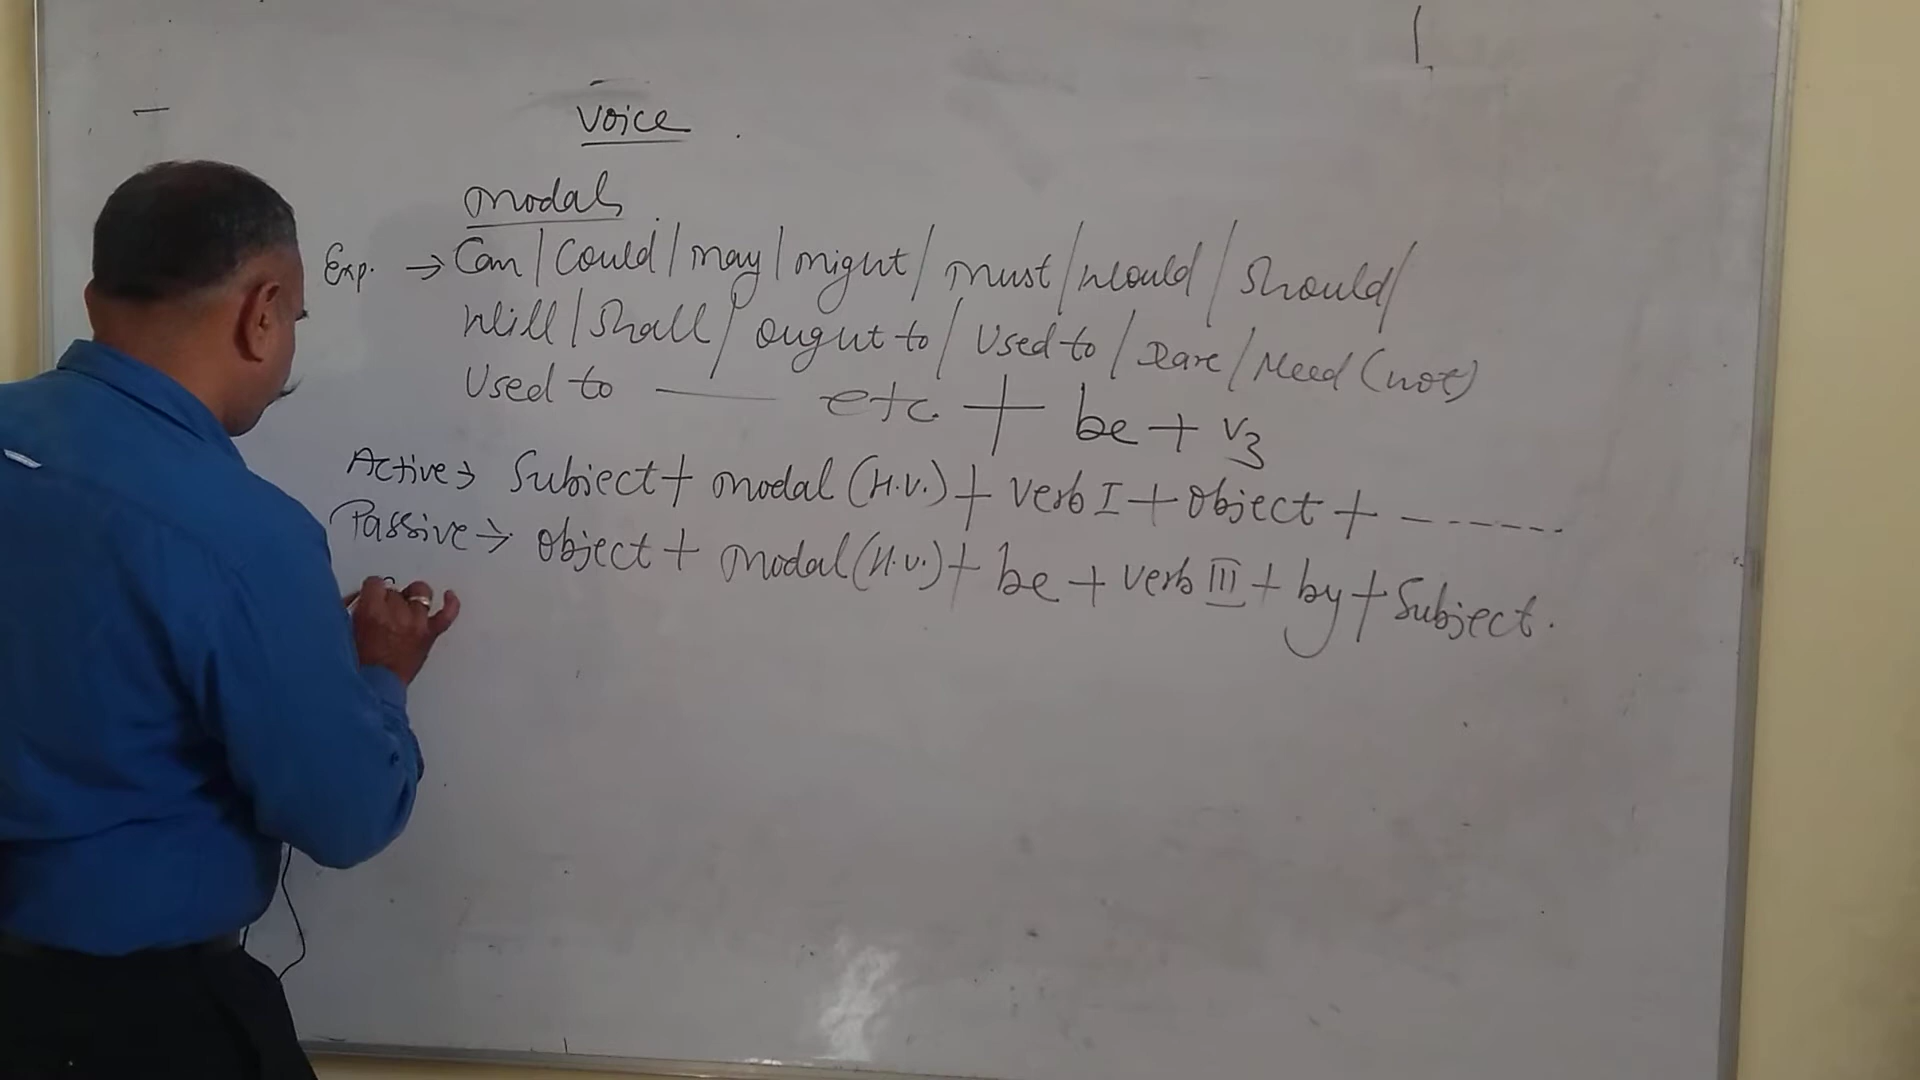 Voice
Modals
Exp. → Can / Could / may / might / must / would / Should /
Will / Shall / ought to / Used to / Dare / Need (not)
Used to —— etc. + be + V3
Active → Subject + modal (H.V.) + verb I + object + ------
Passive → object + modal (H.V.) + be + verb III + by + Subject.